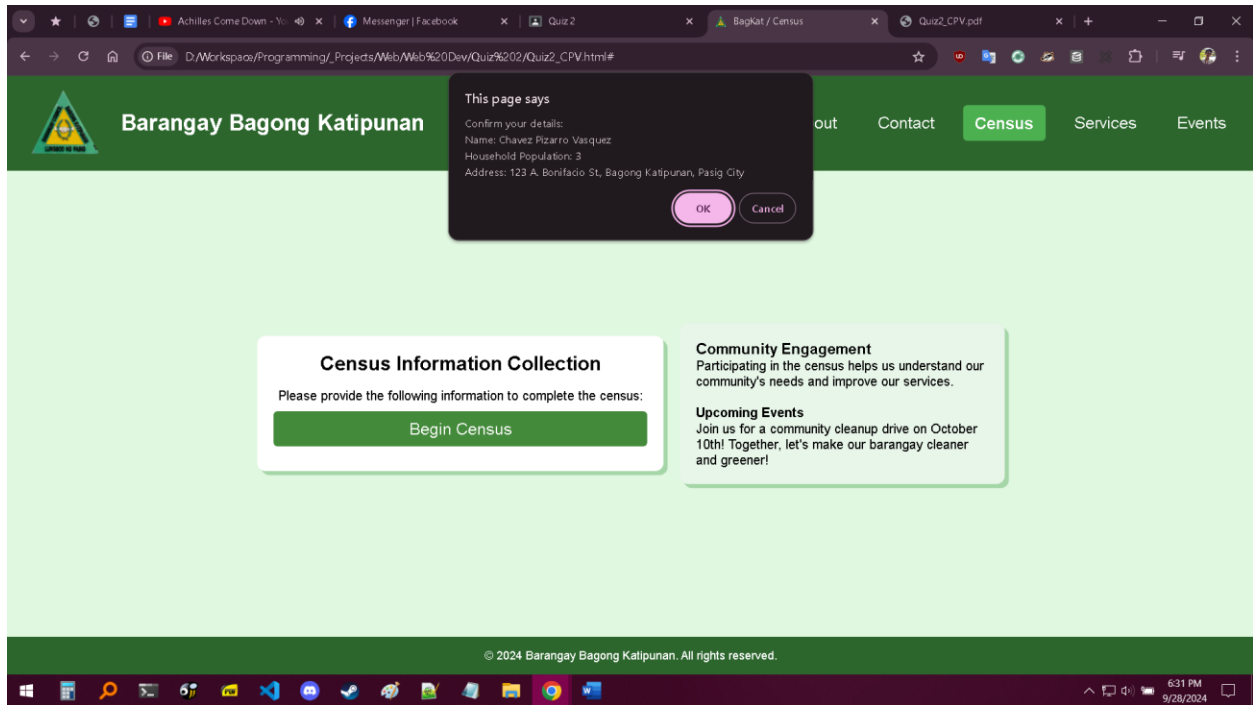 Achilles Come Down - Yo
Messenger | Facebook
Quiz 2
BagKat / Census
Quiz2_CPV.pdf
File
D:/Workspace/Programming/_Projects/Web/Web%20Dev/Quiz%202/Quiz2_CPV.html#
Barangay Bagong Katipunan
out
Contact
Census
Services
Events
This page says
Confirm your details:
Name: Chavez Pizarro Vasquez
Household Population: 3
Address: 123 A. Bonifacio St, Bagong Katipunan, Pasig City
OK
Cancel
Census Information Collection
Please provide the following information to complete the census:
Begin Census
Community Engagement
Participating in the census helps us understand our
community's needs and improve our services.
Upcoming Events
Join us for a community cleanup drive on October
10th! Together, let's make our barangay cleaner
and greener!
© 2024 Barangay Bagong Katipunan. All rights reserved.
6:31 PM
9/28/2024